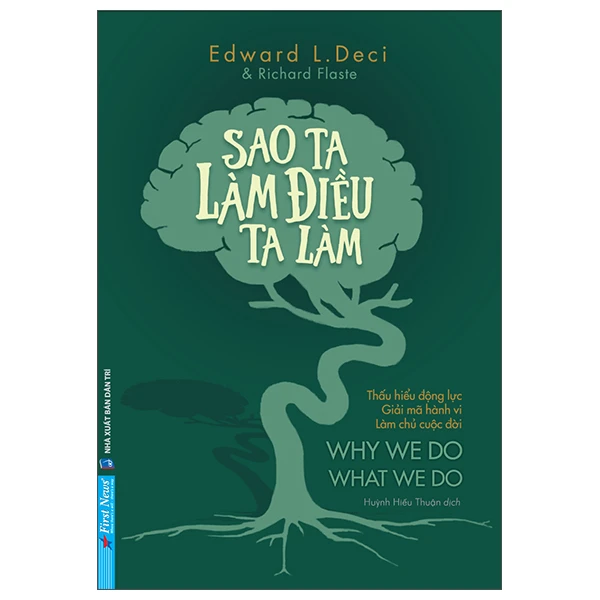 Edward L.Deci
& Richard Flaste
SAO TA
LÀM ĐIỀU
TA LÀM
Thấu hiểu động lực
Giải mã hành vi
Làm chủ cuộc đời
WHY WE DO
WHAT WE DO
Huỳnh Hiếu Thuận dịch
NHÀ XUẤT BẢN DÂN TRÍ
First News